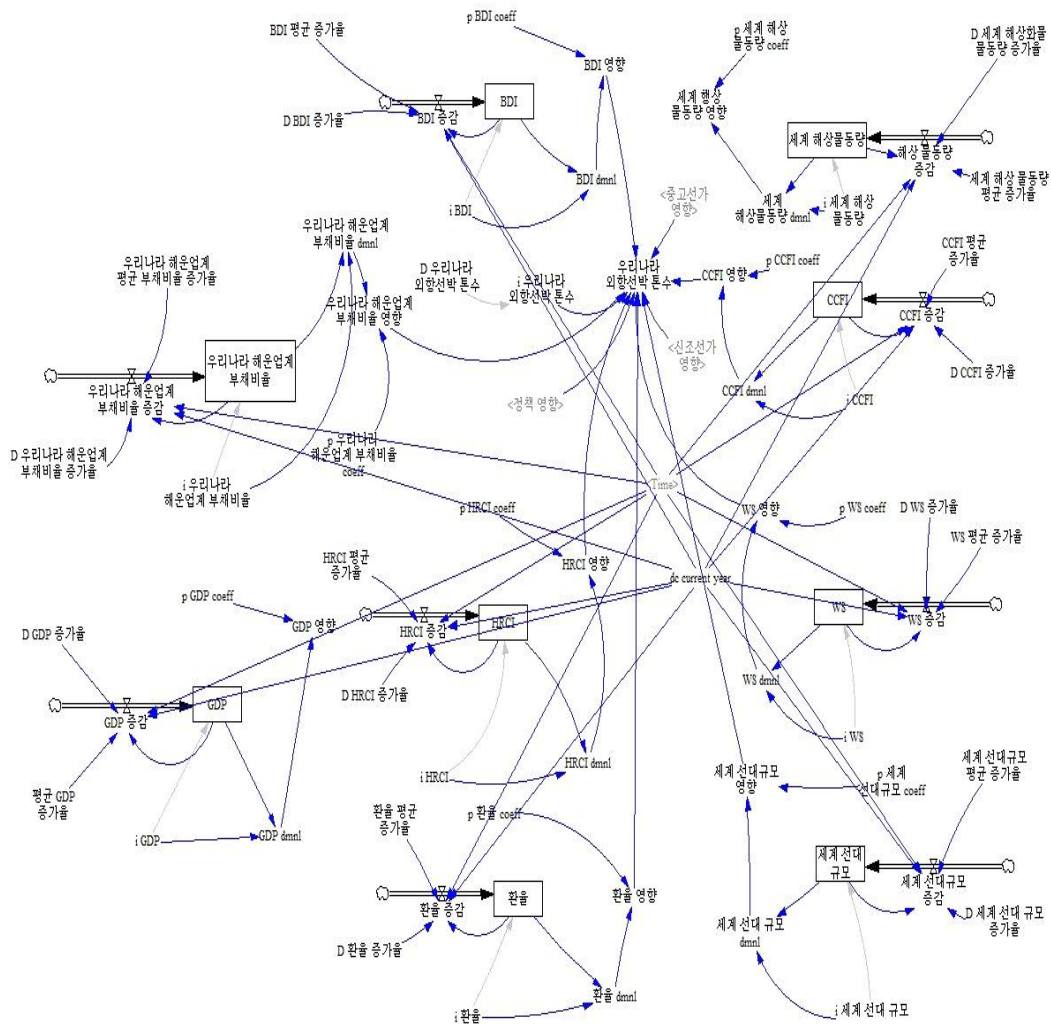 p BDI coeff
BDI 평균 증가율
p 세계 해상
물동량 coeff
D 세계 해상화물
물동량 증가율
BDI 영향
BDI
세계 행상
물동량 영향
D BDI 증가율
BDI 증감
세계 해상물동량
해상 물동량
증감
세계 해상 물동량
평균 증가율
BDI dmnl
<중고선가
영향>
i BDI
세계
해상물동량 dmnl
i 세계 해상
물동량
우리나라 해운업계
부채비율 dmnl
CCFI 평균
증가율
우리나라 해운업계
평균 부채비율 증가율
D 우리나라
외항선박 톤수
i 우리나라
외항선박 톤수
우리나라
외항선박 톤수
CCFI 영향
p CCFI coeff
우리나라 해운업계
부채비율 영향
CCFI
CCFI 증감
우리나라 해운업계
부채비율
<신조선가
영향>
D CCFI 증가율
우리나라 해운업계
부채비율 증감
<정책 영향>
CCFI dmnl
i CCFI
D 우리나라 해운업계
부채비율 증가율
p 우리나라
해운업계 부채비율
coeff
i 우리나라
해운업계 부채비율
<Time>
p HRCI coeff
WS 영향
p WS coeff
D WS 증가율
WS 평균 증가율
HRCI 평균
증가율
HRCI 영향
dc current year
p GDP coeff
GDP 영향
HRCI 증감
HRCI
WS
WS 증감
D GDP 증가율
D HRCI 증가율
WS dmnl
GDP
GDP 증감
i WS
HRCI dmnl
i HRCI
세계 선대규모
영향
p 세계
선대규모 coeff
세계 선대규모
평균 증가율
평균 GDP
증가율
환율 평균
증가율
p 환율 coeff
i GDP
GDP dmnl
세계 선대
규모
세계 선대규모
증감
환율
환율 증감
환율 영향
D 환율 증가율
세계 선대 규모
dmnl
D 세계 선대 규모
증가율
환율 dmnl
i 환율
i 세계 선대 규모